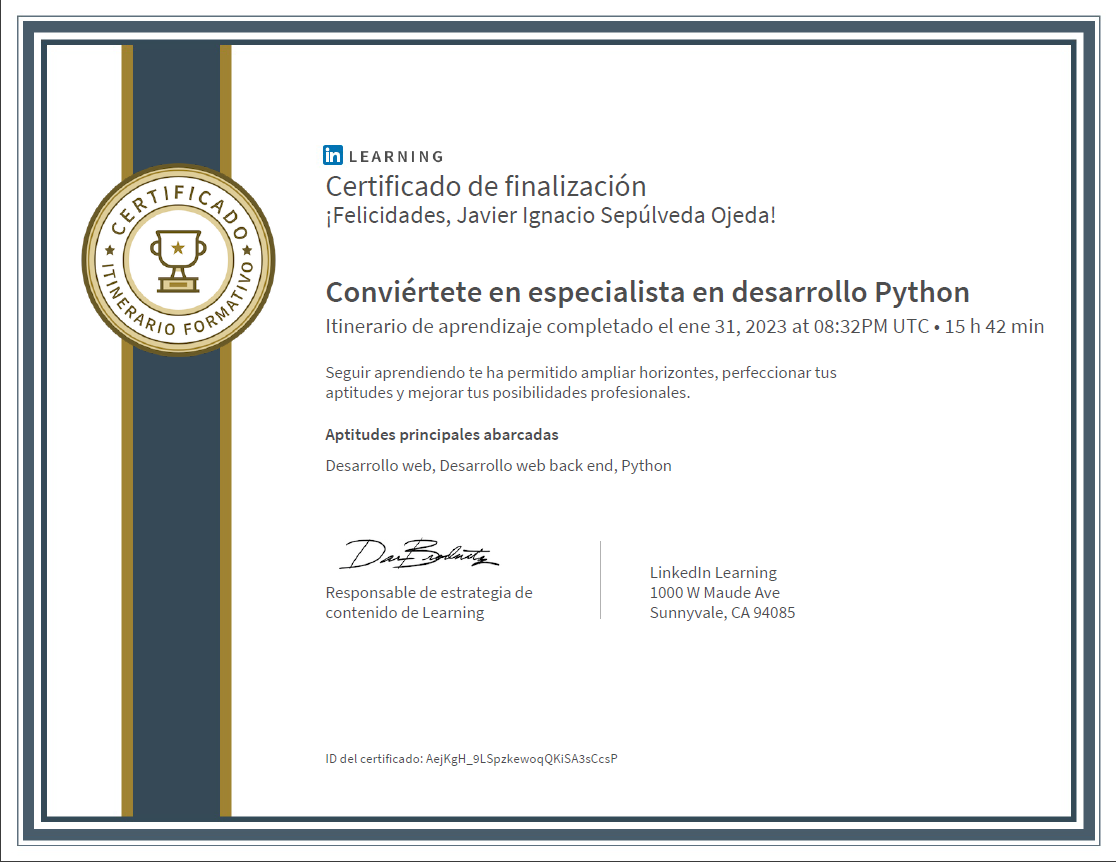 in LEARNING
Certificado de finalización
¡Felicidades, Javier Ignacio Sepúlveda Ojeda!
CERTIFICADO
ITINERARIO FORMATIVO
Conviértete en especialista en desarrollo Python
Itinerario de aprendizaje completado el ene 31, 2023 at 08:32PM UTC • 15 h 42 min
Seguir aprendiendo te ha permitido ampliar horizontes, perfeccionar tus
aptitudes y mejorar tus posibilidades profesionales.
Aptitudes principales abarcadas
Desarrollo web, Desarrollo web back end, Python
Responsable de estrategia de
contenido de Learning
LinkedIn Learning
1000 W Maude Ave
Sunnyvale, CA 94085
ID del certificado: AejKgH_9LSpzkewoqQKiSA3sCcsP